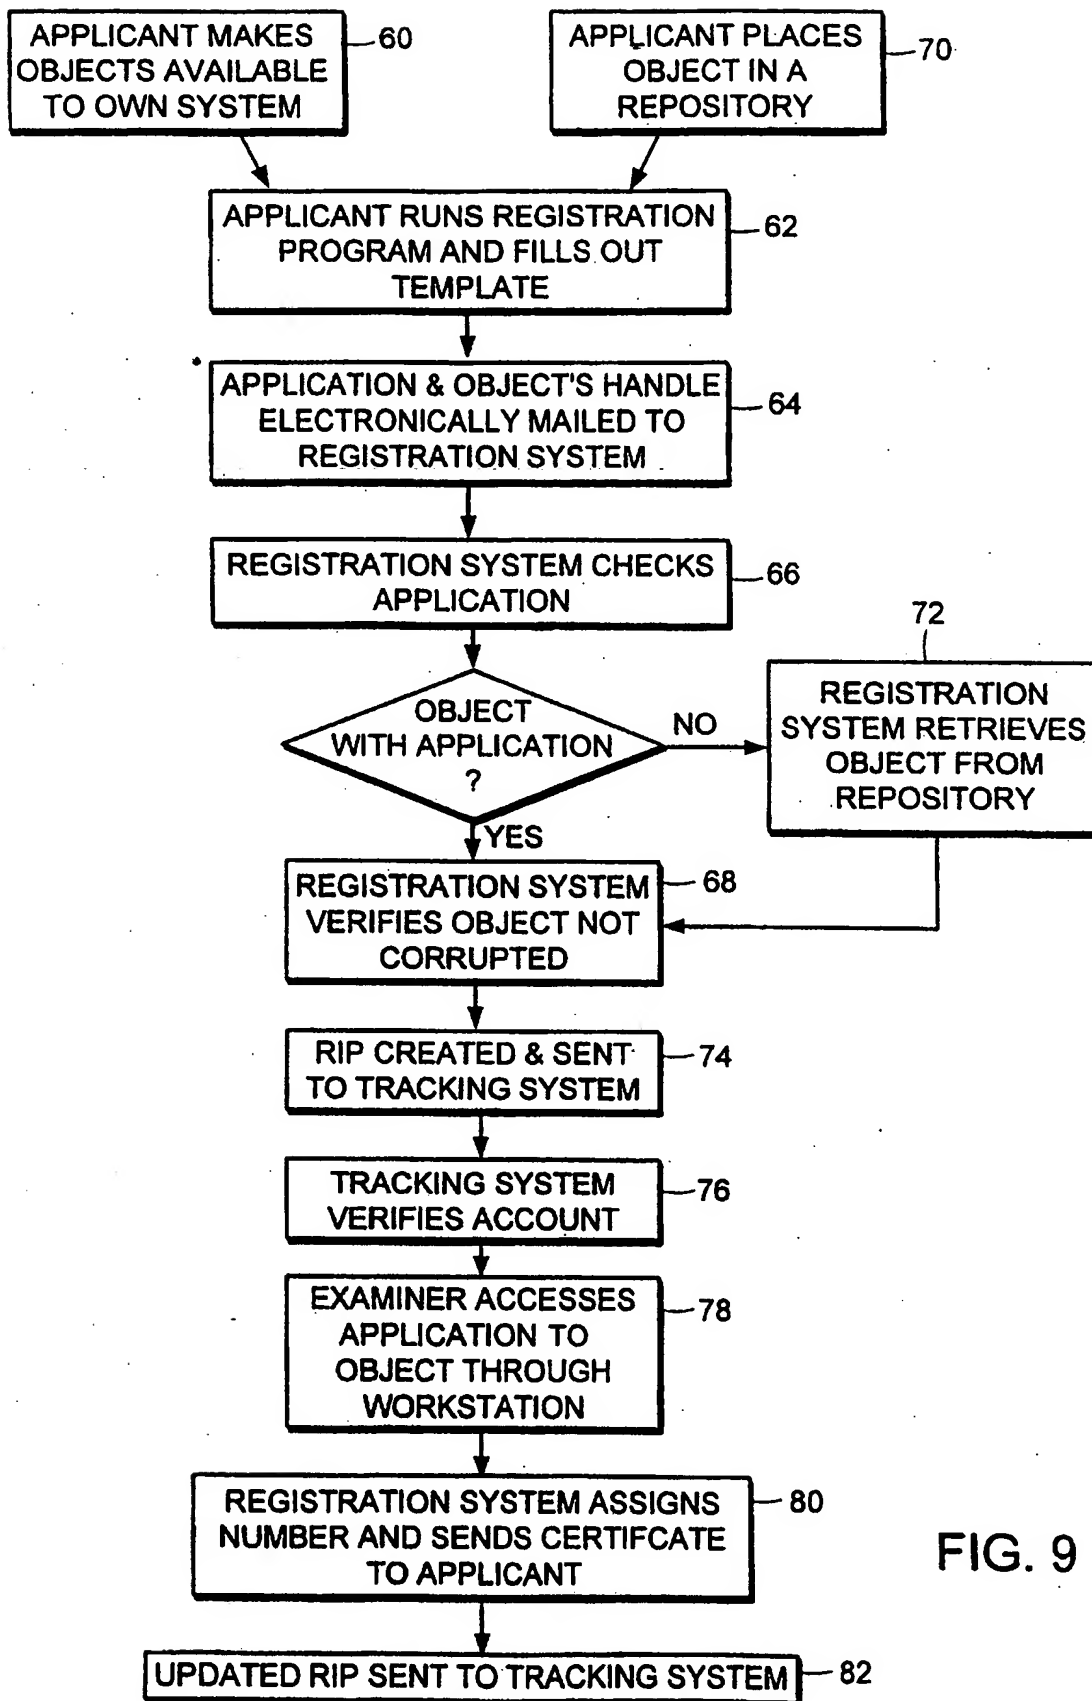 APPLICANT MAKES
OBJECTS AVAILABLE
TO OWN SYSTEM
60
APPLICANT PLACES
OBJECT IN A
REPOSITORY
70
APPLICANT RUNS REGISTRATION
PROGRAM AND FILLS OUT
TEMPLATE
62
APPLICATION & OBJECT'S HANDLE
ELECTRONICALLY MAILED TO
REGISTRATION SYSTEM
64
REGISTRATION SYSTEM CHECKS
APPLICATION
66
OBJECT
WITH APPLICATION
?
NO
72
REGISTRATION
SYSTEM RETRIEVES
OBJECT FROM
REPOSITORY
YES
REGISTRATION SYSTEM
VERIFIES OBJECT NOT
CORRUPTED
68
RIP CREATED & SENT
TO TRACKING SYSTEM
74
TRACKING SYSTEM
VERIFIES ACCOUNT
76
EXAMINER ACCESSES
APPLICATION TO
OBJECT THROUGH
WORKSTATION
78
REGISTRATION SYSTEM ASSIGNS
NUMBER AND SENDS CERTIFCATE
TO APPLICANT
80
FIG. 9
UPDATED RIP SENT TO TRACKING SYSTEM
82